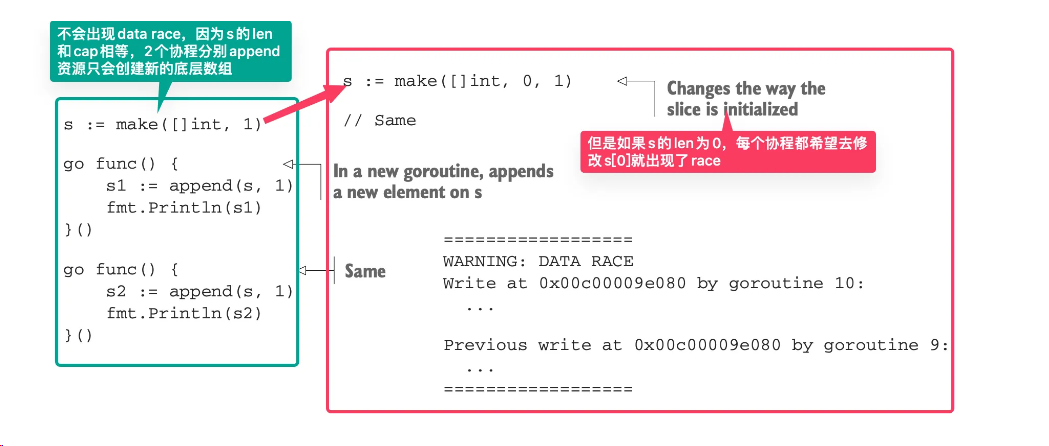 不会出现data race，因为s的len
和cap相等，2个协程分别append
资源只会创建新的底层数组
s := make([]int, 1)
go func() {
    s1 := append(s, 1)
    fmt.Println(s1)
}()
go func() {
    s2 := append(s, 1)
    fmt.Println(s2)
}()
In a new goroutine, appends
a new element on s
Same
s := make([]int, 0, 1)
// Same
Changes the way the
slice is initialized
但是如果s的len为0，每个协程都希望去修
改s[0]就出现了race
==================
WARNING: DATA RACE
Write at 0x00c00009e080 by goroutine 10:
  ...
Previous write at 0x00c00009e080 by goroutine 9:
  ...
==================